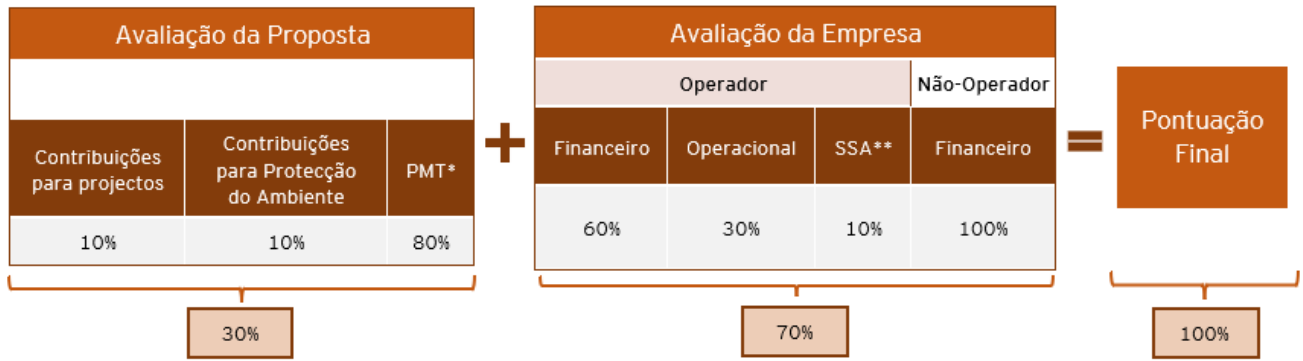 Avaliação da Proposta
Contribuições
para projectos
Contribuições
para Protecção
do Ambiente
PMT*
10%
10%
80%
30%
+
Avaliação da Empresa
Operador
Não-Operador
Financeiro
Operacional
SSA**
Financeiro
60%
30%
10%
100%
70%
=
Pontuação
Final
100%